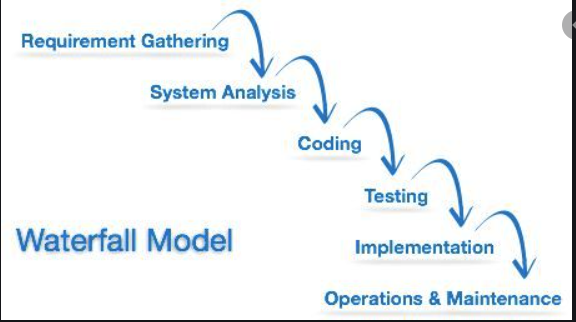 Requirement Gathering
System Analysis
Coding
Testing
Waterfall Model
Implementation
Operations & Maintenance